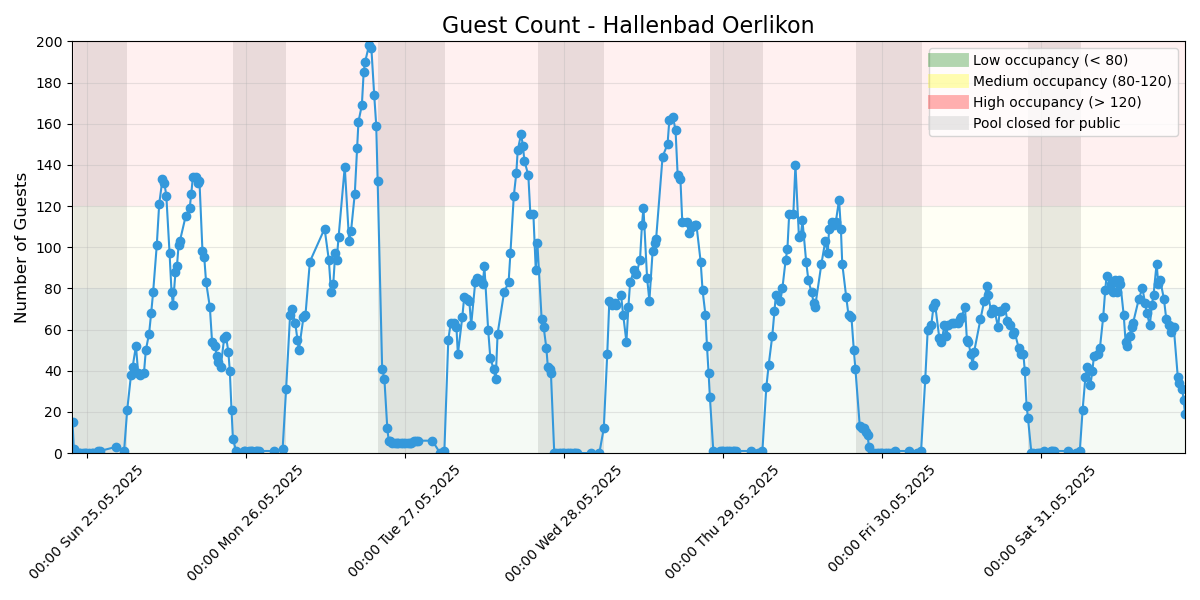 Guest Count - Hallenbad Oerlikon
Number of Guests
200
180
160
140
120
100
80
60
40
20
0
Low occupancy (< 80)
Medium occupancy (80-120)
High occupancy (> 120)
Pool closed for public
00:00 Sun 25.05.2025
00:00 Mon 26.05.2025
00:00 Tue 27.05.2025
00:00 Wed 28.05.2025
00:00 Thu 29.05.2025
00:00 Fri 30.05.2025
00:00 Sat 31.05.2025